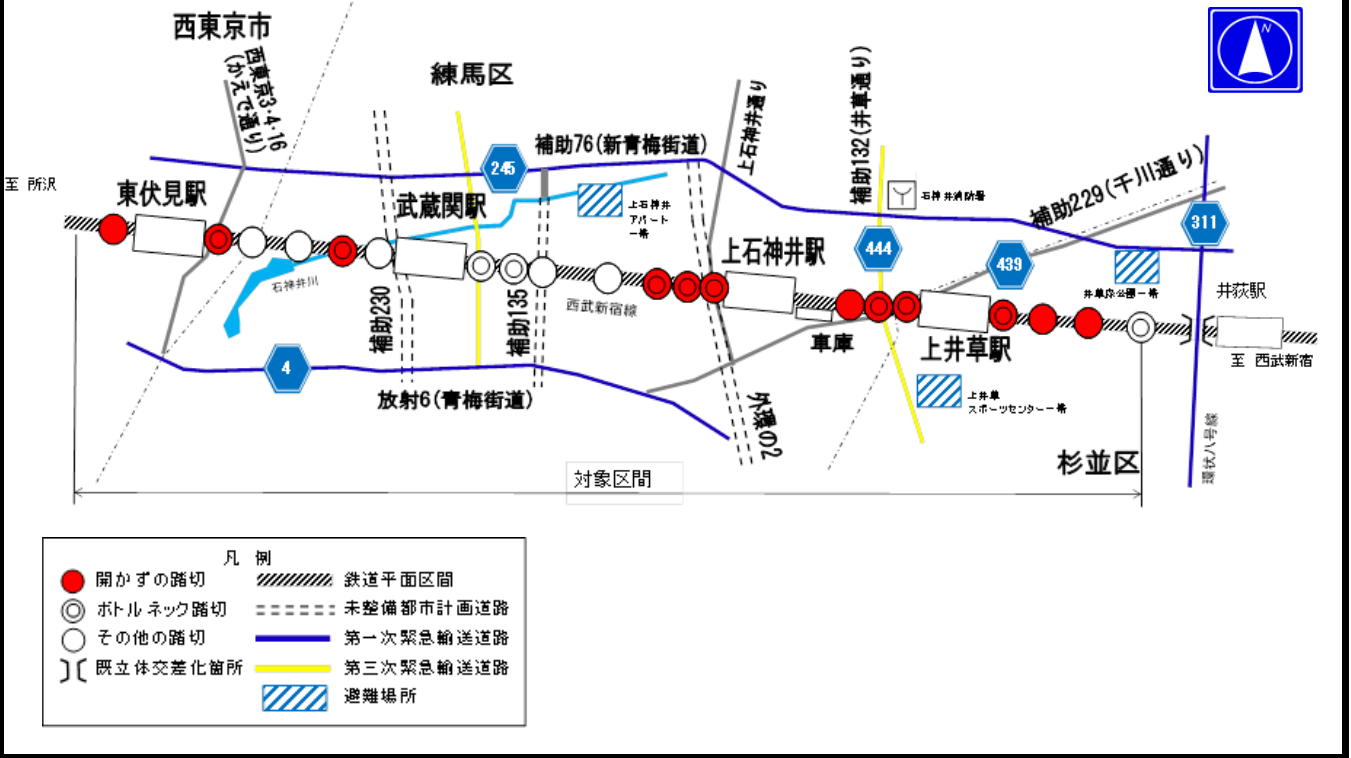 西東京市
N
西東京3・4・16
(かえで通り)
練馬区
上石神井通り
補助132(井草通り)
245
補助76(新青梅街道)
至 所沢
東伏見駅
武蔵関駅
上石神井
アパート
一帯
石神井消防署
補助229(千川通り)
311
上石神井駅
444
439
石神井川
西武新宿線
井草森公園一帯
井荻駅
補助230
補助135
車庫
上井草駅
至 西武新宿
4
放射6(青梅街道)
外環の2
上井草
スポーツセンター一帯
環状八号線
杉並区
対象区間
凡 例
開かずの踏切
鉄道平面区間
ボトルネック踏切
未整備都市計画道路
その他の踏切
第一次緊急輸送道路
既立体交差化箇所
第三次緊急輸送道路
避難場所